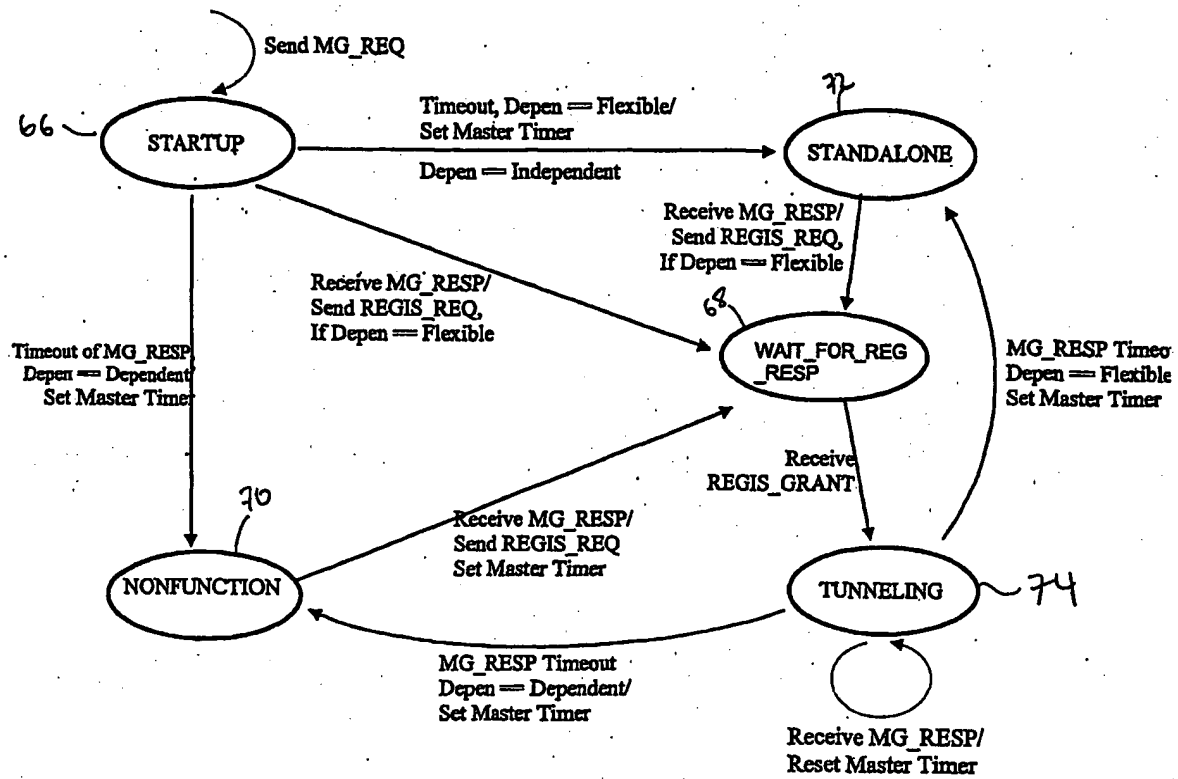 Send MG_REQ
66
STARTUP
Timeout, Depen == Flexible/
Set Master Timer
Depen == Independent
72
STANDALONE
Receive MG_RESP/
Send REGIS_REQ,
If Depen == Flexible
Receive MG_RESP/
Send REGIS_REQ,
If Depen == Flexible
68
WAIT_FOR_REG
_RESP
Timeout of MG_RESP
Depen == Dependent/
Set Master Timer
MG_RESP Timeo
Depen == Flexible
Set Master Timer
Receive
REGIS_GRANT
70
NONFUNCTION
Receive MG_RESP/
Send REGIS_REQ
Set Master Timer
TUNNELING
74
MG_RESP Timeout
Depen == Dependent/
Set Master Timer
Receive MG_RESP/
Reset Master Timer